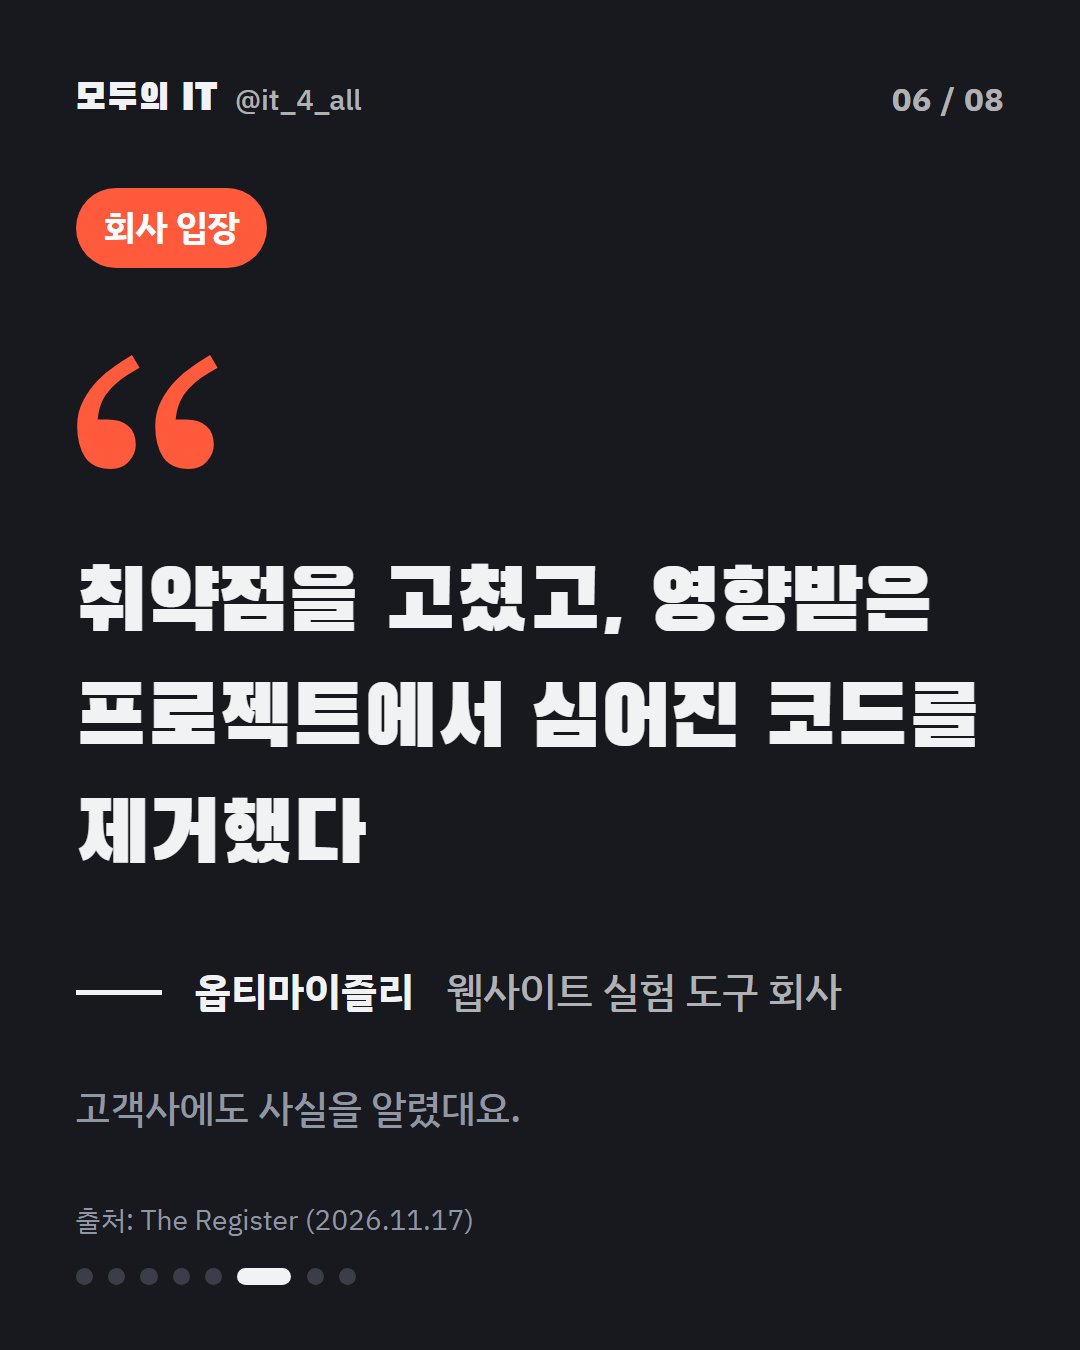 모두의 IT @it_4_all 06 / 08
회사 입장
“
취약점을 고쳤고, 영향받은
프로젝트에서 심어진 코드를
제거했다
옵티마이즐리 웹사이트 실험 도구 회사
고객사에도 사실을 알렸대요.
출처: The Register (2026.11.17)